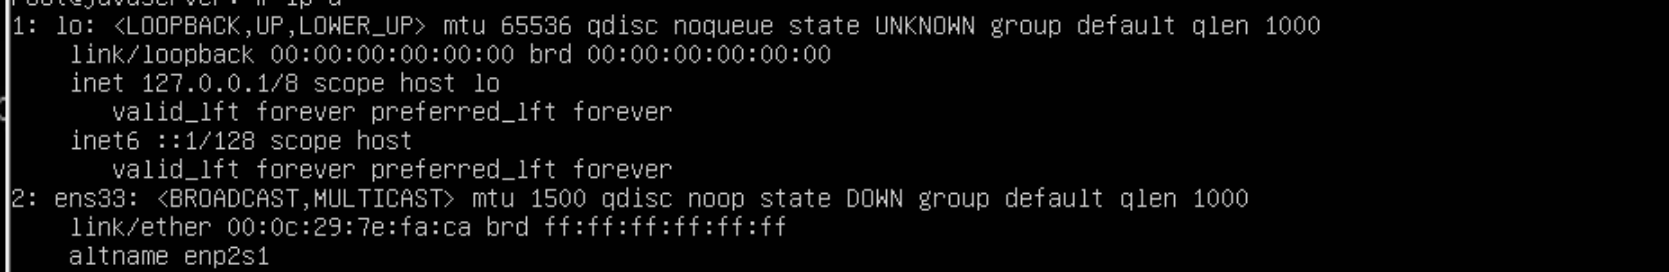 1: lo: <LOOPBACK,UP,LOWER_UP> mtu 65536 qdisc noqueue state UNKNOWN group default qlen 1000
link/loopback 00:00:00:00:00:00 brd 00:00:00:00:00:00
inet 127.0.0.1/8 scope host lo
valid_lft forever preferred_lft forever
inet6 ::1/128 scope host
valid_lft forever preferred_lft forever
2: ens33: <BROADCAST,MULTICAST> mtu 1500 qdisc noop state DOWN group default qlen 1000
link/ether 00:0c:29:7e:fa:ca brd ff:ff:ff:ff:ff:ff
altname enp2s1